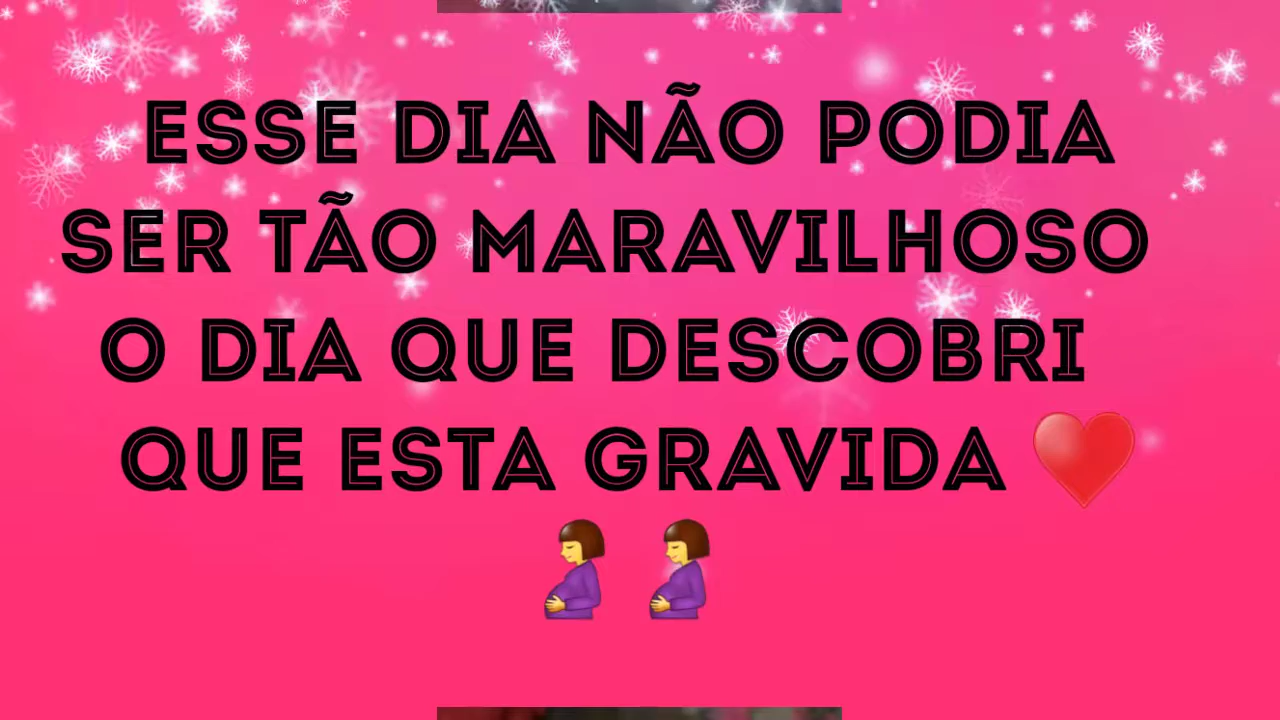 ESSE DIA NÃO PODIA
SER TÃO MARAVILHOSO
O DIA QUE DESCOBRI
QUE ESTA GRAVIDA ♥️
🤰 🤰